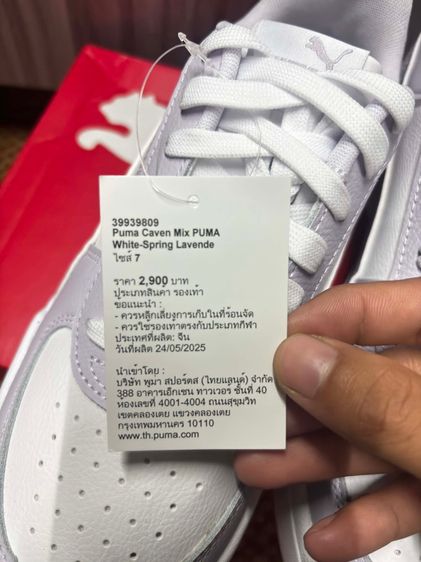 39939809
Puma Caven Mix PUMA
White-Spring Lavende
ไซส์ 7
ราคา 2,900 บาท
ประเภทสินค้า รองเท้า
ขอแนะนำ :
- ควรหลีกเลี่ยงการเก็บในที่ร้อนจัด
- ควรใช้รองเท้าตรงกับประเภทกีฬา
ประเทศที่ผลิต: จีน
วันที่ผลิต 24/05/2025
นำเข้าโดย :
บริษัท พูม่า สปอร์ตส (ไทยแลนด์) จำกัด
388 อาคารเอ็กเชน ทาวเวอร ชั้นที่ 40
ห้องเลขที่ 4001-4004 ถนนสุขุมวิท
เขตคลองเตย แขวงคลองเตย
กรุงเทพมหานคร 10110
www.th.puma.com